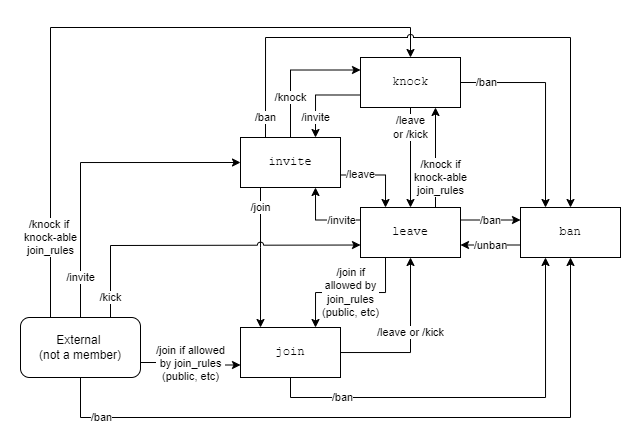 knock
/ban
/knock
/ban
/invite
/leave
or /kick
invite
/leave
/knock if
knock-able
join_rules
/join
/invite
leave
/ban
ban
/unban
/knock if
knock-able
join_rules
/invite
/kick
/join if
allowed by
join_rules
(public, etc)
/leave or /kick
External
(not a member)
/join if allowed
by join_rules
(public, etc)
join
/ban
/ban